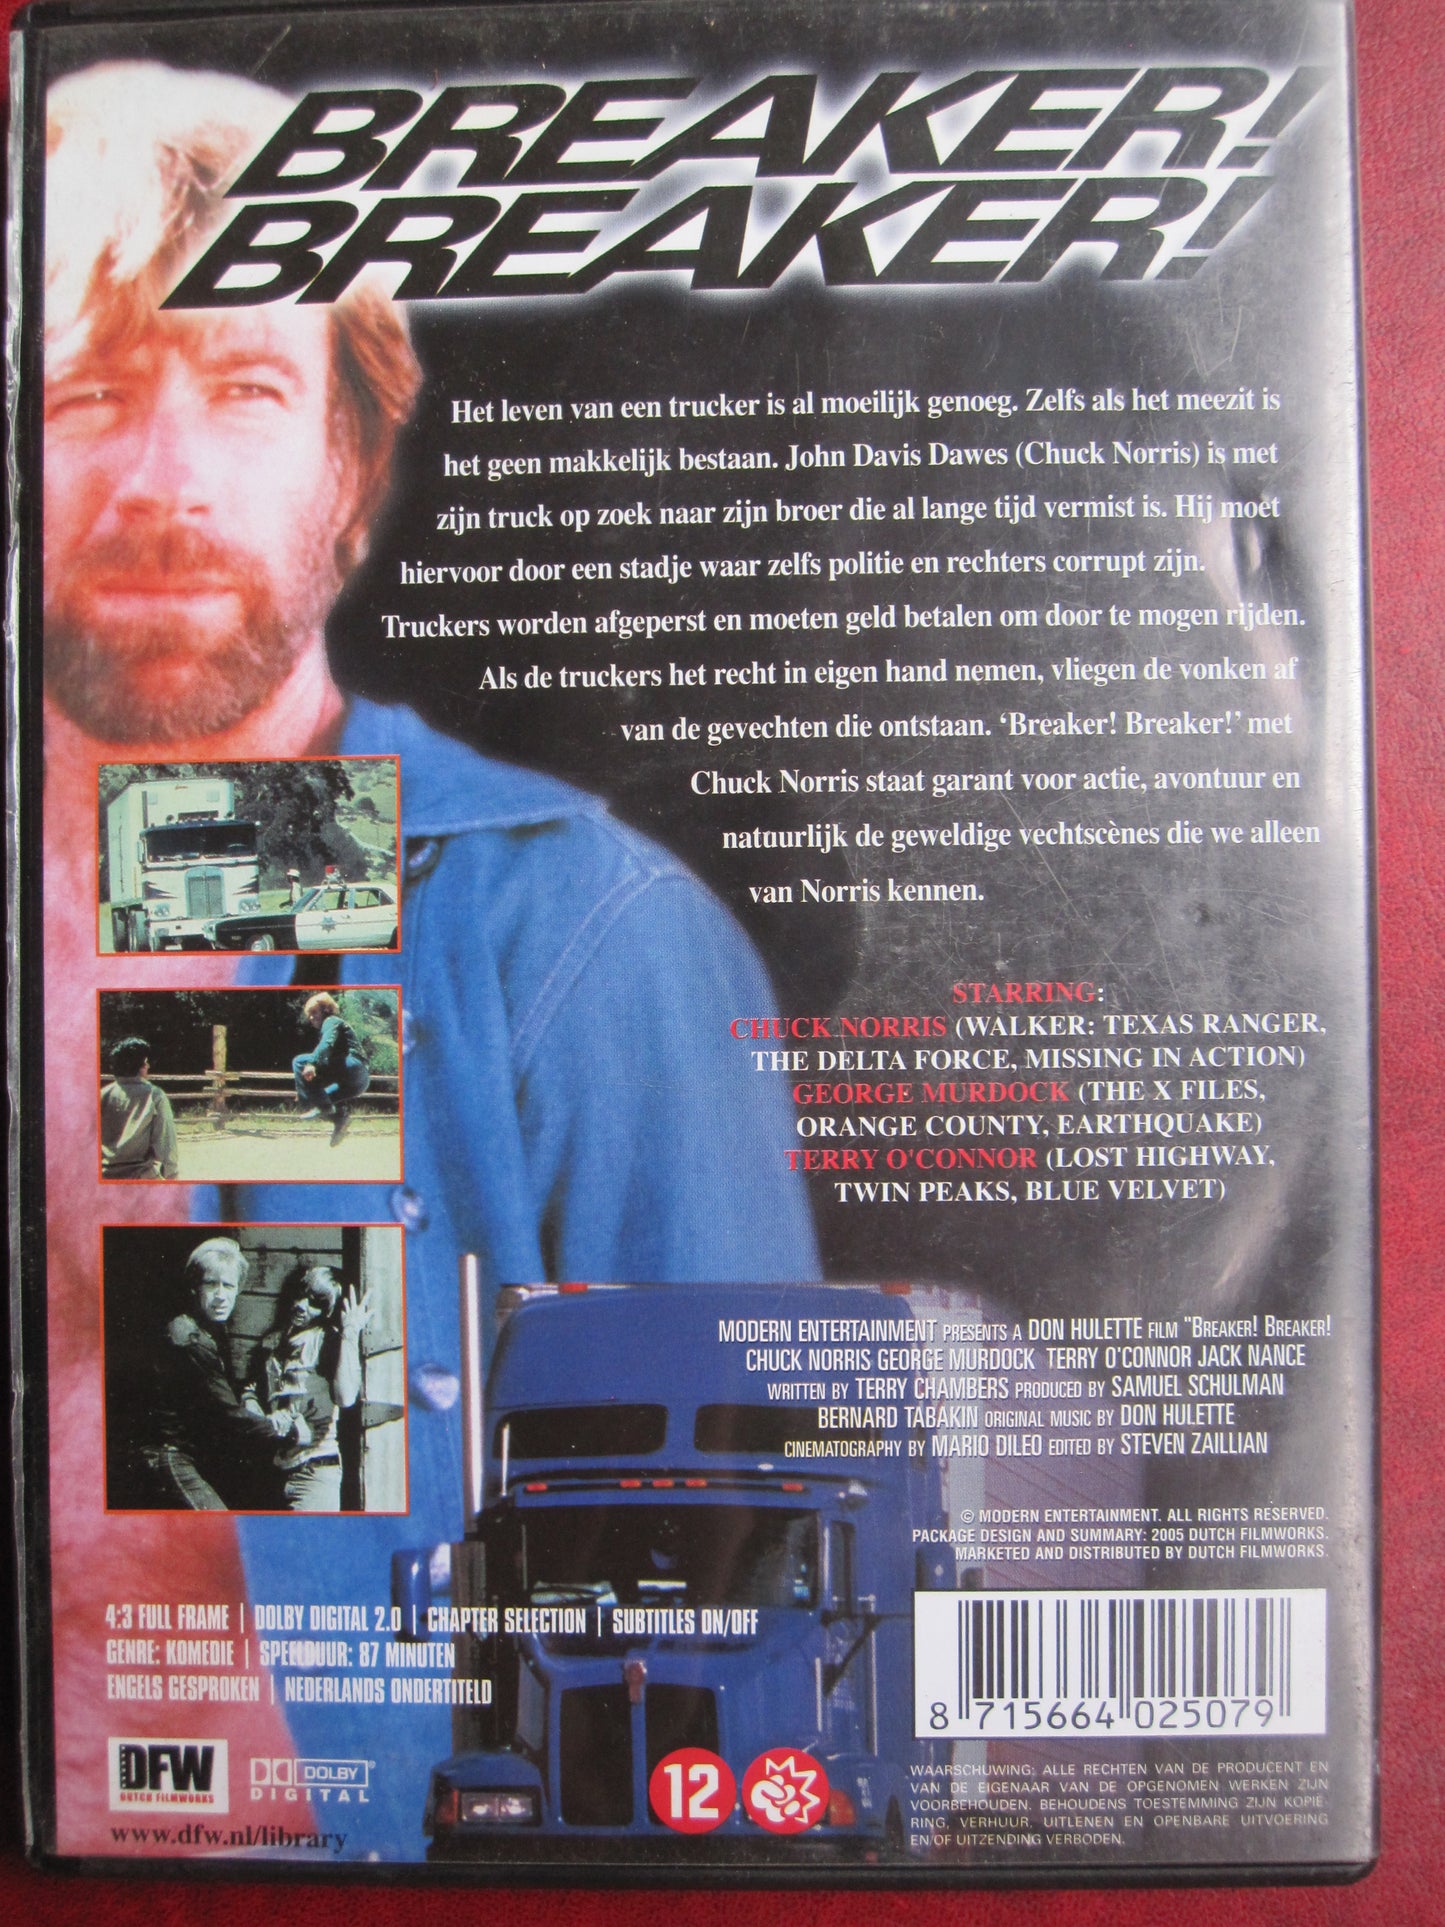 BREAKER!
BREAKER!
Het leven van een trucker is al moeilijk genoeg. Zelfs als het meezit is
het geen makkelijk bestaan. John Davis Dawes (Chuck Norris) is met
zijn truck op zoek naar zijn broer die al lange tijd vermist is. Hij moet
hiervoor door een stadje waar zelfs politie en rechters corrupt zijn.
Truckers worden afgeperst en moeten geld betalen om door te mogen rijden.
Als de truckers het recht in eigen hand nemen, vliegen de vonken af
van de gevechten die ontstaan. ‘Breaker! Breaker!’ met
Chuck Norris staat garant voor actie, avontuur en
natuurlijk de geweldige vechtscènes die we alleen
van Norris kennen.
STARRING:
CHUCK NORRIS (WALKER: TEXAS RANGER,
THE DELTA FORCE, MISSING IN ACTION)
GEORGE MURDOCK (THE X FILES,
ORANGE COUNTY, EARTHQUAKE)
TERRY O'CONNOR (LOST HIGHWAY,
TWIN PEAKS, BLUE VELVET)
MODERN ENTERTAINMENT PRESENTS A DON HULETTE FILM "BREAKER! BREAKER!
CHUCK NORRIS GEORGE MURDOCK TERRY O'CONNOR JACK NANCE
WRITTEN BY TERRY CHAMBERS PRODUCED BY SAMUEL SCHULMAN
BERNARD TABAKIN ORIGINAL MUSIC BY DON HULETTE
CINEMATOGRAPHY BY MARIO DILEO EDITED BY STEVEN ZAILLIAN
© MODERN ENTERTAINMENT. ALL RIGHTS RESERVED.
PACKAGE DESIGN AND SUMMARY: 2005 DUTCH FILMWORKS.
MARKETED AND DISTRIBUTED BY DUTCH FILMWORKS.
4:3 FULL FRAME | DOLBY DIGITAL 2.0 | CHAPTER SELECTION | SUBTITLES ON/OFF
GENRE: KOMEDIE | SPEELDUUR: 87 MINUTEN
ENGELS GESPROKEN | NEDERLANDS ONDERTITELD
8 715664 025079
DFW
DUTCH FILMWORKS
DOLBY®
DIGITAL
www.dfw.nl/library
12
WAARSCHUWING: ALLE RECHTEN VAN DE PRODUCENT EN
VAN DE EIGENAAR VAN DE OPGENOMEN WERKEN ZIJN
VOORBEHOUDEN. BEHOUDENS TOESTEMMING ZIJN KOPIË-
RING, VERHUUR, UITLENEN EN OPENBARE UITVOERING
EN/OF UITZENDING VERBODEN.